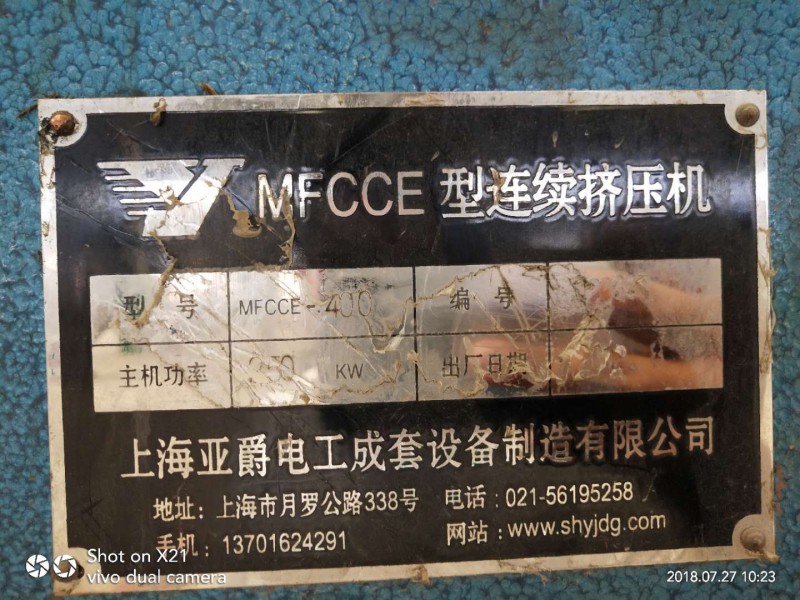 MFCCE 型连续挤压机
型号 MFCCE-400 编号
主机功率 250 KW 出厂日期
上海亚爵电工成套设备制造有限公司
地址：上海市月罗公路338号 电话：021-56195258
手机：13701624291 网站：www.shyjdg.com
Shot on X21
vivo dual camera
2018.07.27 10:23